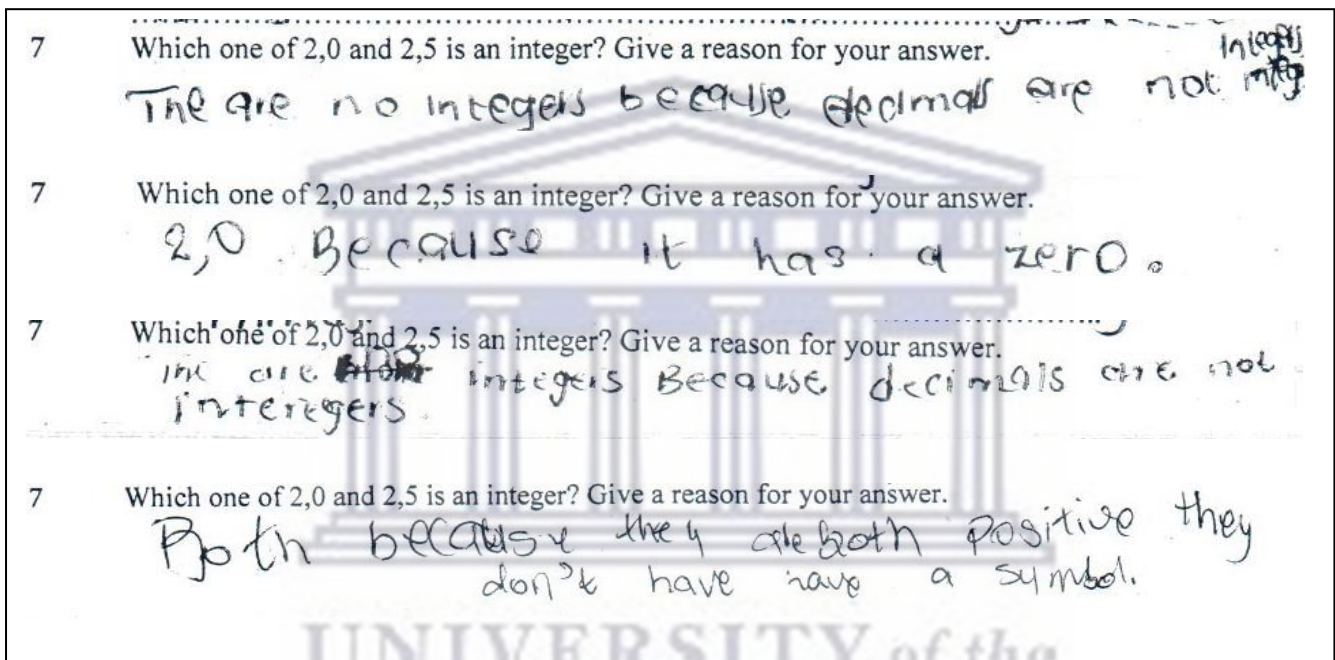 7 Which one of 2,0 and 2,5 is an integer? Give a reason for your answer.
The are no integers because decimals are not
7 Which one of 2,0 and 2,5 is an integer? Give a reason for your answer.
2,0 Because it has a zero.
7 Which one of 2,0 and 2,5 is an integer? Give a reason for your answer.
The are integers Because decimals are not
interegers
7 Which one of 2,0 and 2,5 is an integer? Give a reason for your answer.
Both because they are both positive they
don't have have a symbol.
UNIVERSITY of the